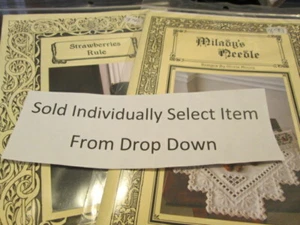 Strawberries
Rule
Milady's
Needle
Sold Individually Select Item
From Drop Down